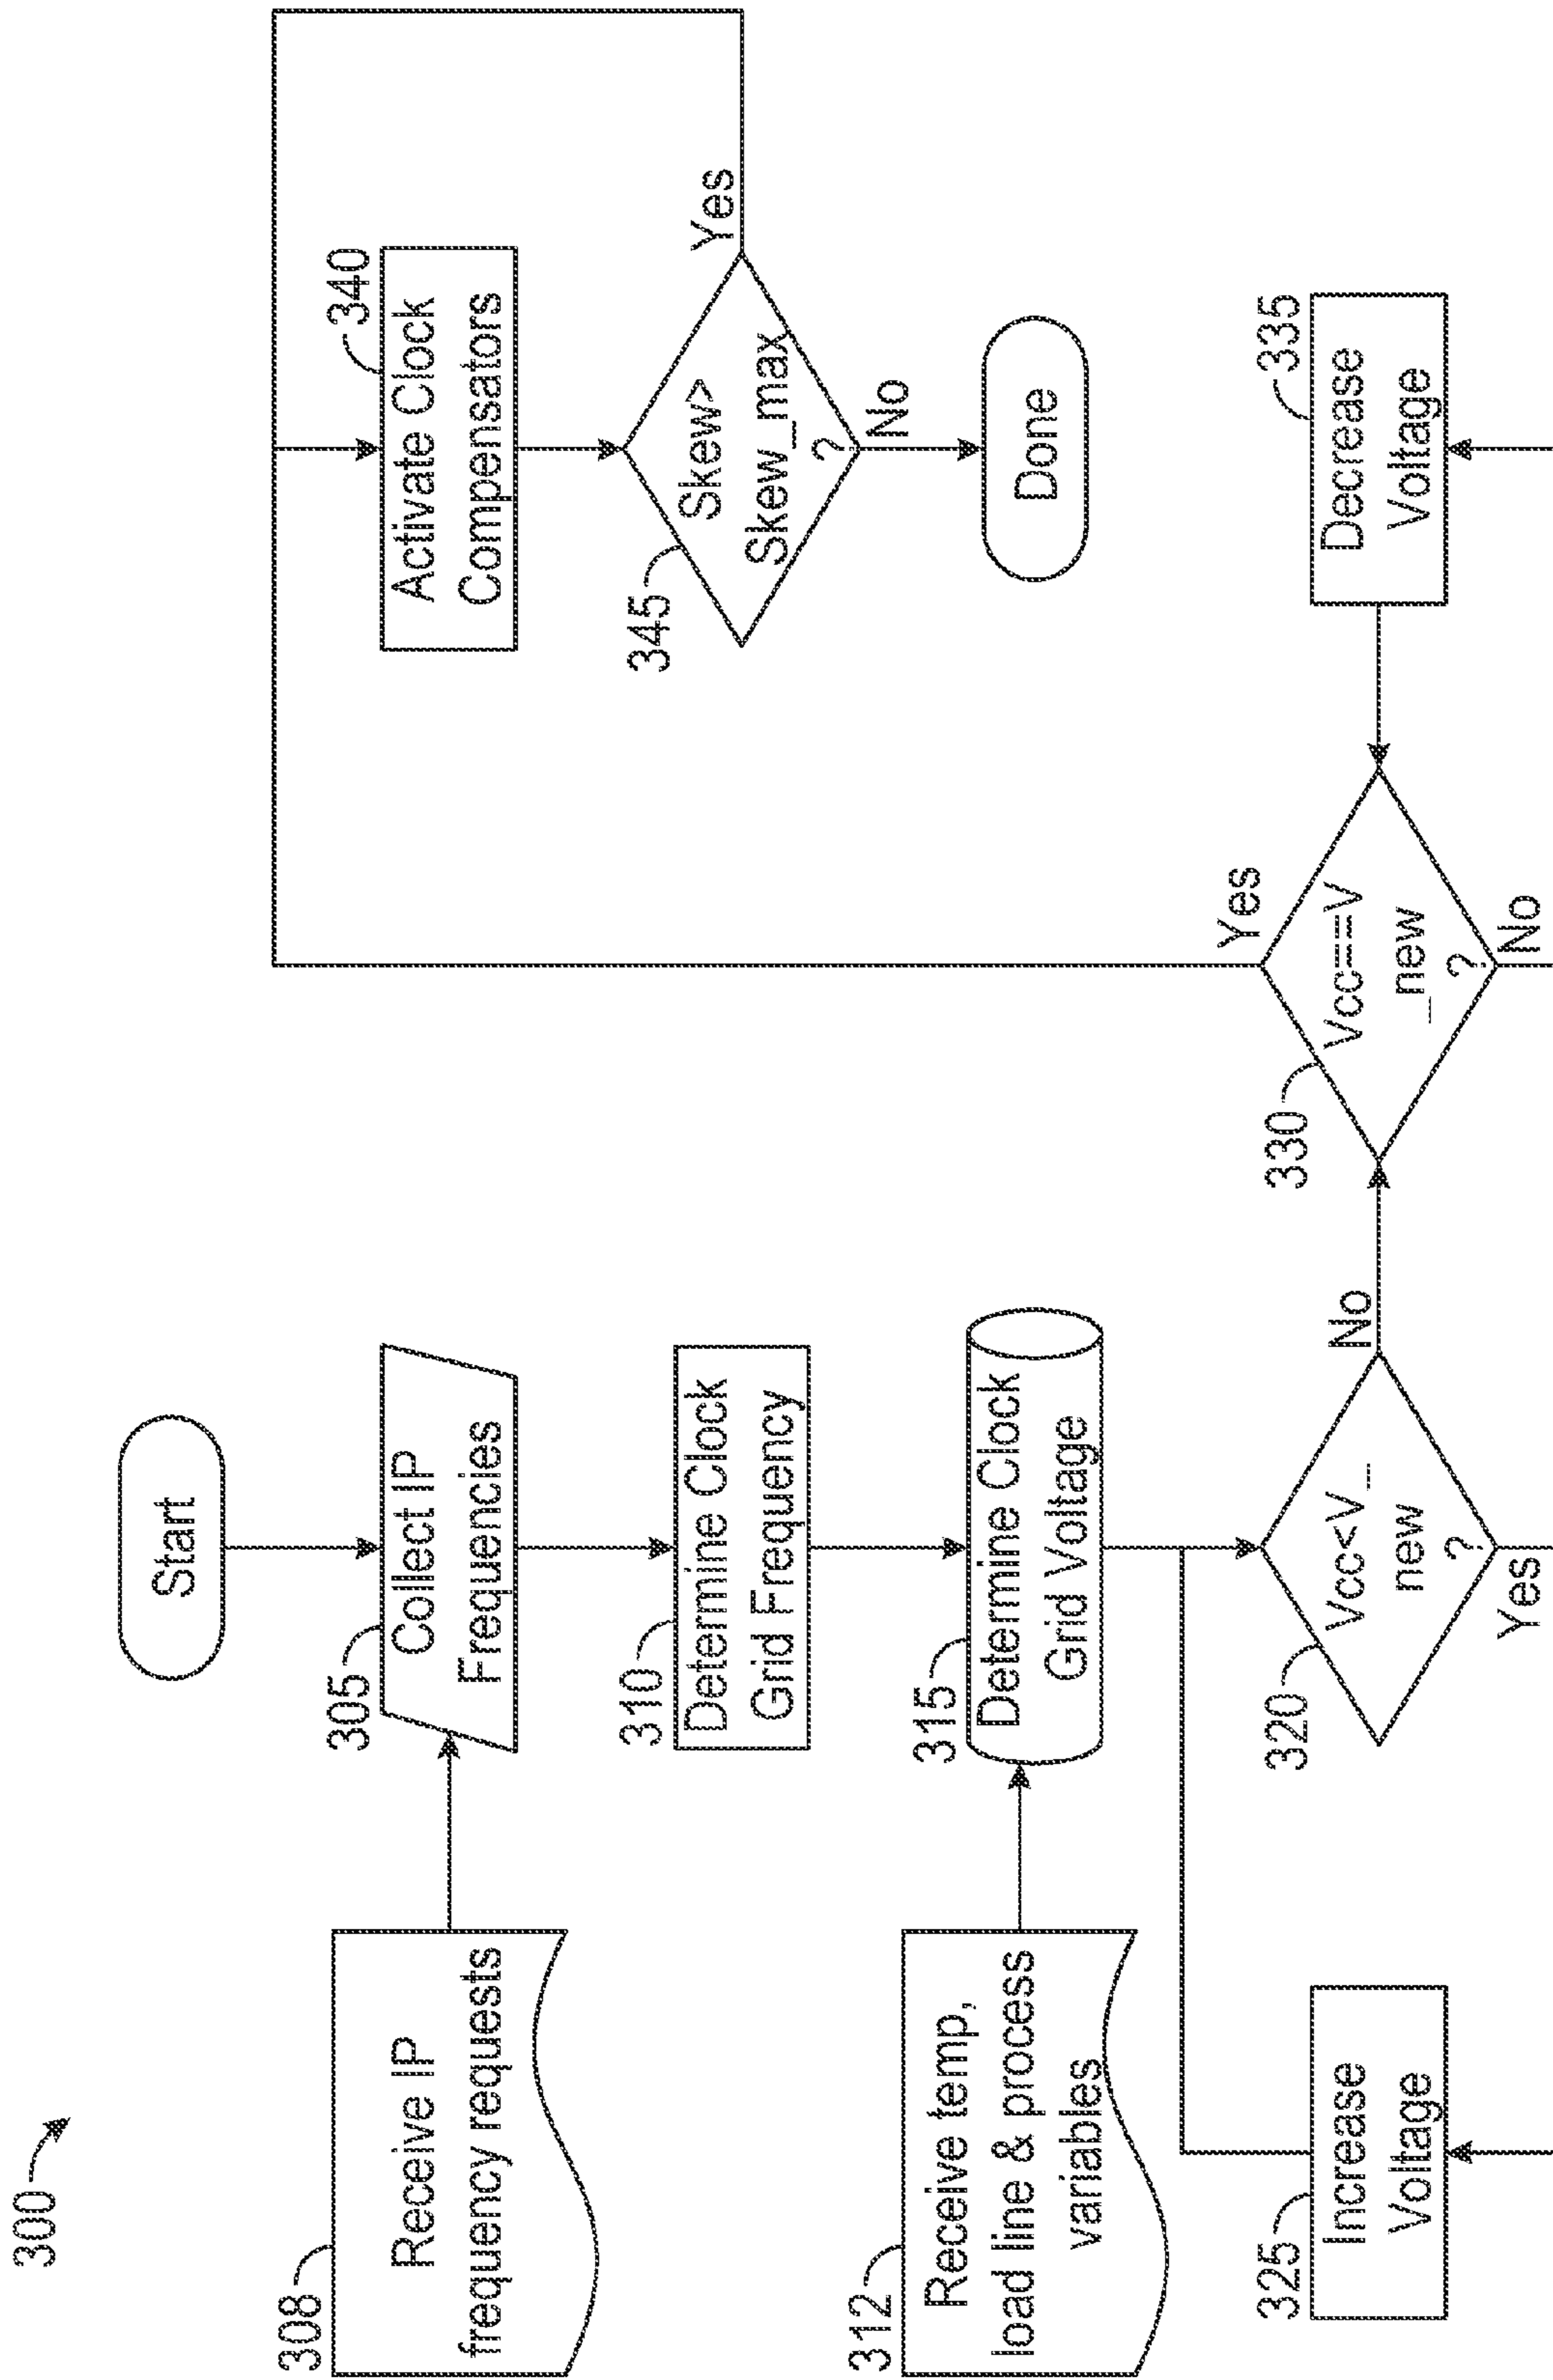 300
Start
308
Receive IP
frequency requests
305
Collect IP
Frequencies
310
Determine Clock
Grid Frequency
312
Receive temp,
load line & process
variables
315
Determine Clock
Grid Voltage
320
Vcc<V_
new
?
Yes
No
325
Increase
Voltage
330
Vcc==V
_new
?
Yes
No
335
Decrease
Voltage
340
Activate Clock
Compensators
345
Skew>
Skew_max
?
Yes
No
Done